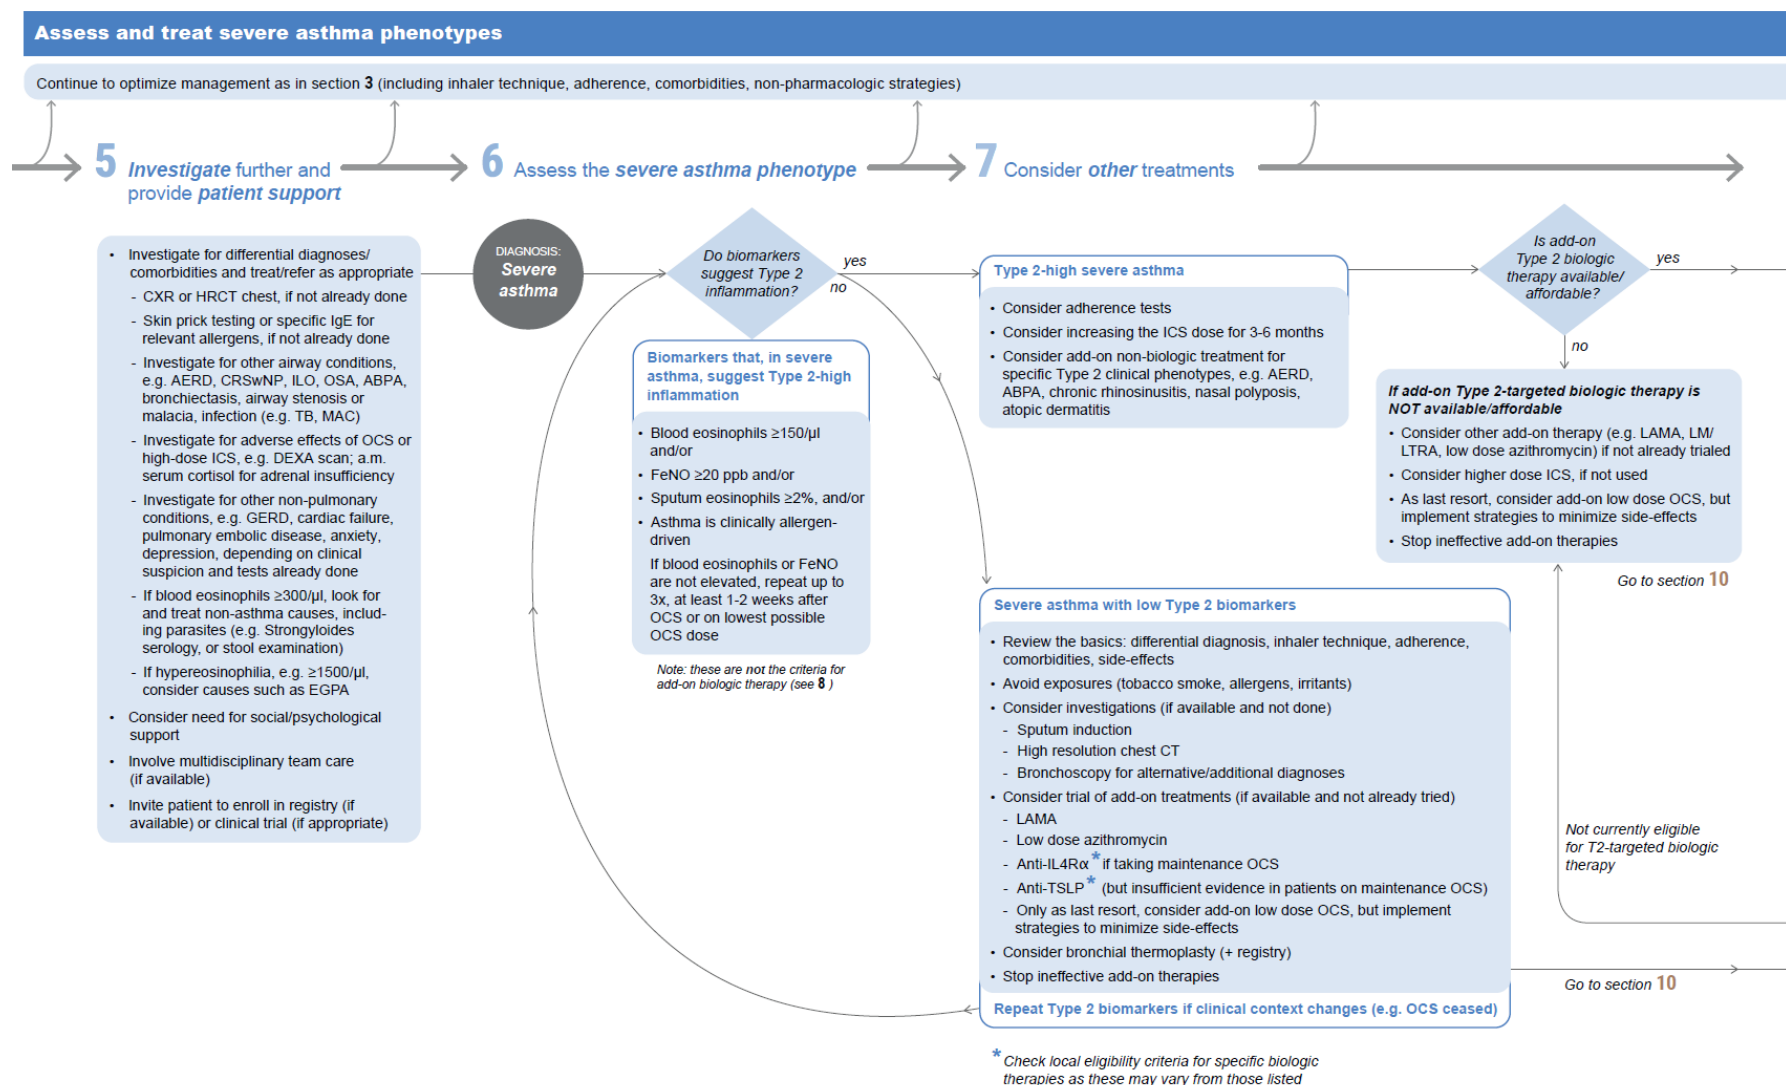 Assess and treat severe asthma phenotypes
Continue to optimize management as in section 3 (including inhaler technique, adherence, comorbidities, non-pharmacologic strategies)
5 Investigate further and
provide patient support
6 Assess the severe asthma phenotype
7 Consider other treatments
• Investigate for differential diagnoses/
comorbidities and treat/refer as appropriate
- CXR or HRCT chest, if not already done
- Skin prick testing or specific IgE for
relevant allergens, if not already done
- Investigate for other airway conditions,
e.g. AERD, CRSwNP, ILO, OSA, ABPA,
bronchiectasis, airway stenosis or
malacia, infection (e.g. TB, MAC)
- Investigate for adverse effects of OCS or
high-dose ICS, e.g. DEXA scan; a.m.
serum cortisol for adrenal insufficiency
- Investigate for other non-pulmonary
conditions, e.g. GERD, cardiac failure,
pulmonary embolic disease, anxiety,
depression, depending on clinical
suspicion and tests already done
- If blood eosinophils ≥300/μl, look for
and treat non-asthma causes, includ-
ing parasites (e.g. Strongyloides
serology, or stool examination)
- If hypereosinophilia, e.g. ≥1500/μl,
consider causes such as EGPA
• Consider need for social/psychological
support
• Involve multidisciplinary team care
(if available)
• Invite patient to enroll in registry (if
available) or clinical trial (if appropriate)
DIAGNOSIS:
Severe
asthma
Do biomarkers
suggest Type 2
inflammation?
yes
no
Biomarkers that, in severe
asthma, suggest Type 2-high
inflammation
• Blood eosinophils ≥150/μl
and/or
• FeNO ≥20 ppb and/or
• Sputum eosinophils ≥2%, and/or
• Asthma is clinically allergen-
driven
If blood eosinophils or FeNO
are not elevated, repeat up to
3x, at least 1-2 weeks after
OCS or on lowest possible
OCS dose
Note: these are not the criteria for
add-on biologic therapy (see 8 )
Type 2-high severe asthma
• Consider adherence tests
• Consider increasing the ICS dose for 3-6 months
• Consider add-on non-biologic treatment for
specific Type 2 clinical phenotypes, e.g. AERD,
ABPA, chronic rhinosinusitis, nasal polyposis,
atopic dermatitis
Is add-on
Type 2 biologic
therapy available/
affordable?
yes
no
If add-on Type 2-targeted biologic therapy is
NOT available/affordable
• Consider other add-on therapy (e.g. LAMA, LM/
LTRA, low dose azithromycin) if not already trialed
• Consider higher dose ICS, if not used
• As last resort, consider add-on low dose OCS, but
implement strategies to minimize side-effects
• Stop ineffective add-on therapies
Go to section 10
Severe asthma with low Type 2 biomarkers
• Review the basics: differential diagnosis, inhaler technique, adherence,
comorbidities, side-effects
• Avoid exposures (tobacco smoke, allergens, irritants)
• Consider investigations (if available and not done)
- Sputum induction
- High resolution chest CT
- Bronchoscopy for alternative/additional diagnoses
• Consider trial of add-on treatments (if available and not already tried)
- LAMA
- Low dose azithromycin
- Anti-IL4Rα* if taking maintenance OCS
- Anti-TSLP* (but insufficient evidence in patients on maintenance OCS)
- Only as last resort, consider add-on low dose OCS, but implement
strategies to minimize side-effects
• Consider bronchial thermoplasty (+ registry)
• Stop ineffective add-on therapies
Repeat Type 2 biomarkers if clinical context changes (e.g. OCS ceased)
Not currently eligible
for T2-targeted biologic
therapy
Go to section 10
* Check local eligibility criteria for specific biologic
therapies as these may vary from those listed